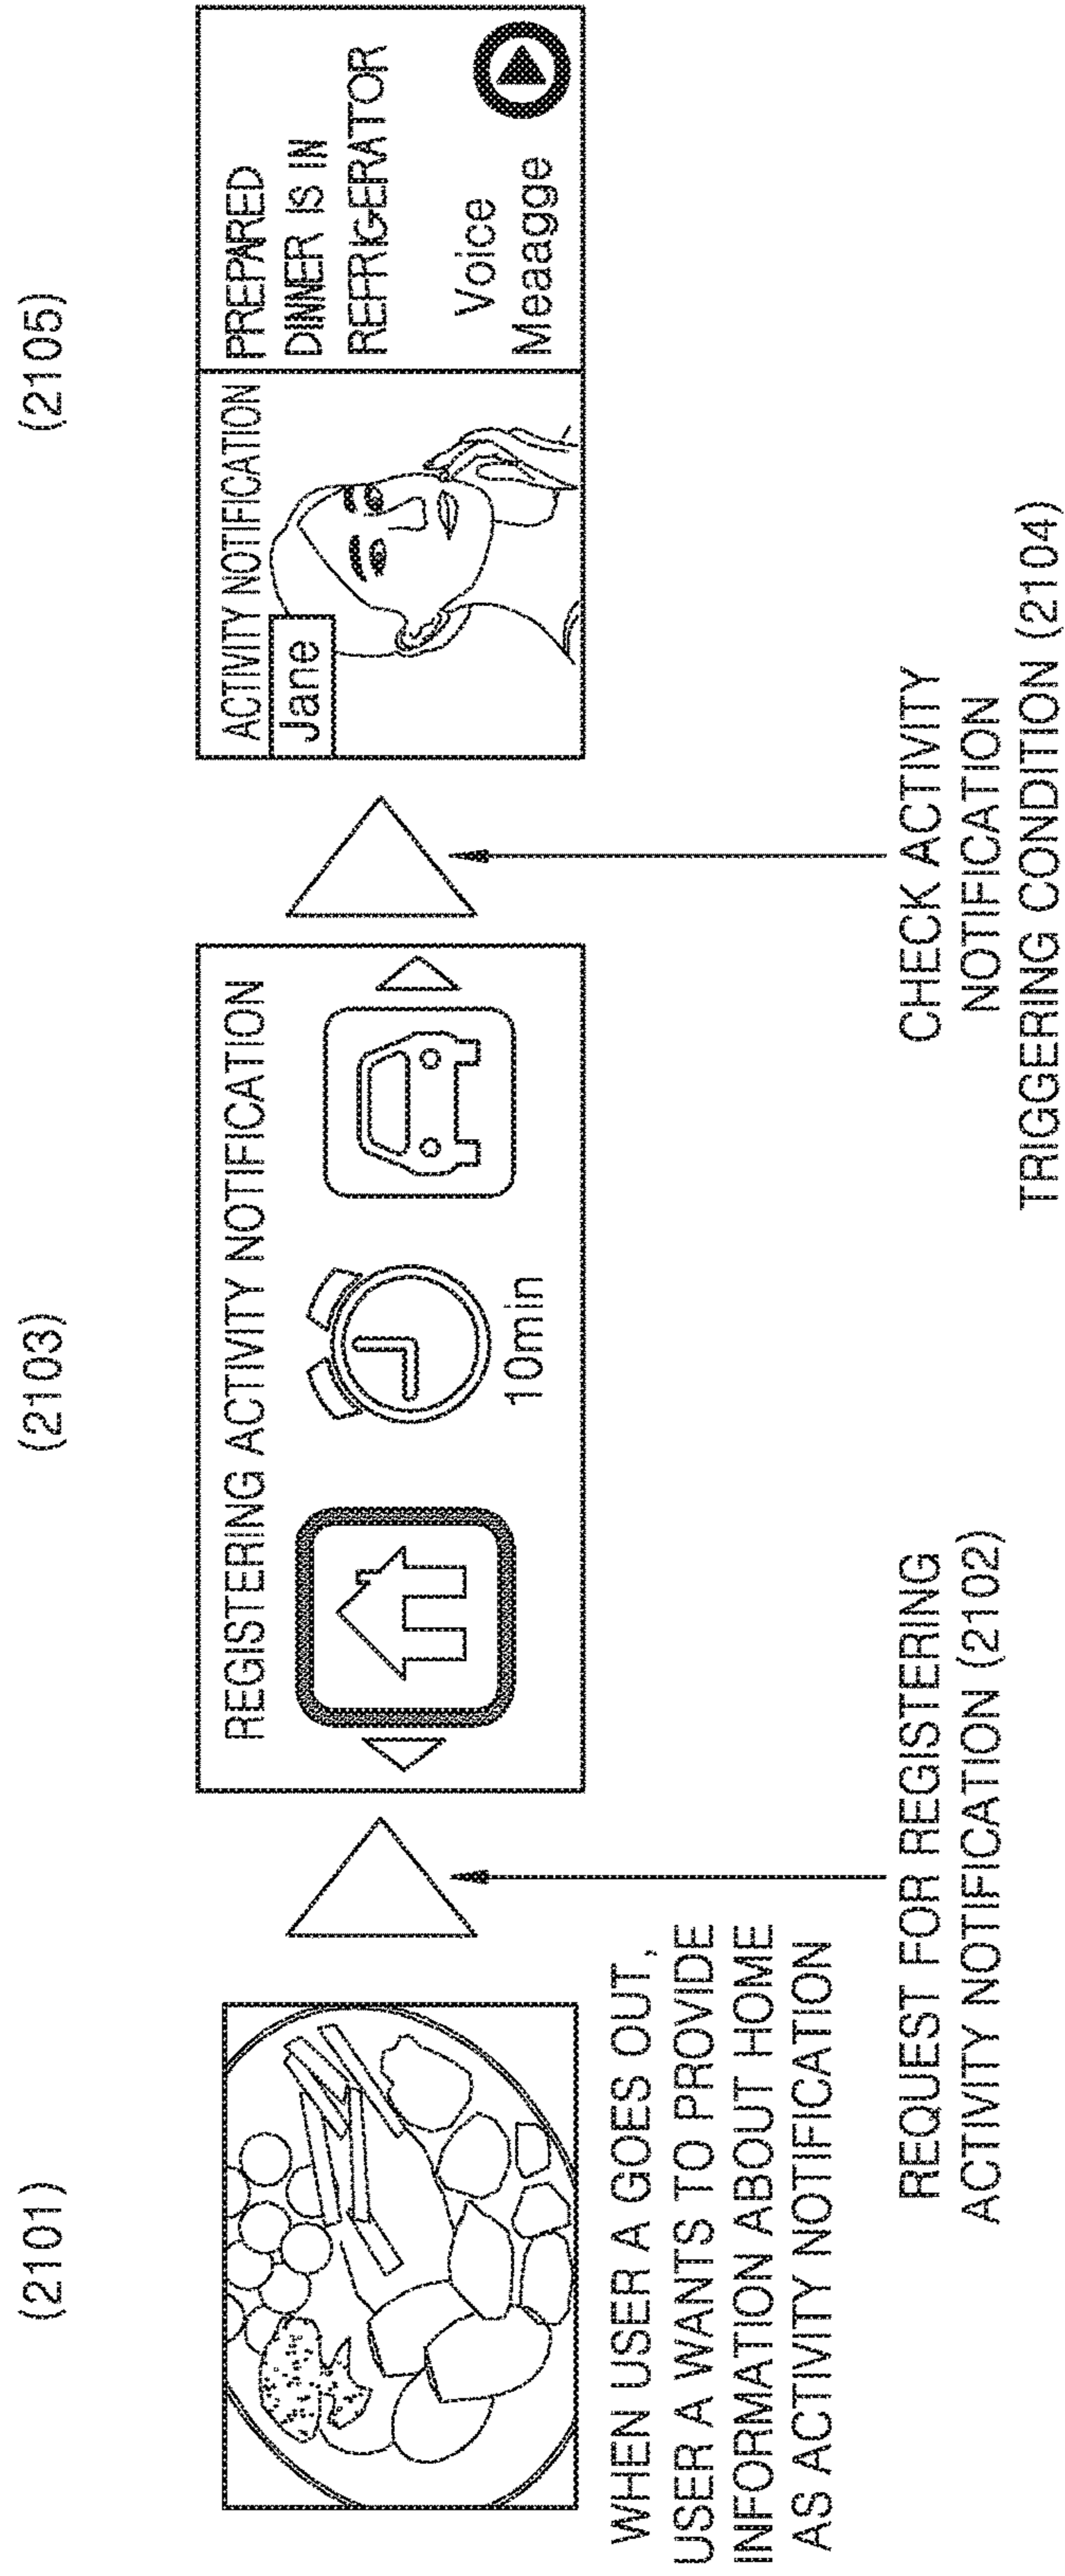 (2101)
(2103)
(2105)
WHEN USER A GOES OUT,
USER A WANTS TO PROVIDE
INFORMATION ABOUT HOME
AS ACTIVITY NOTIFICATION
REQUEST FOR REGISTERING
ACTIVITY NOTIFICATION (2102)
REGISTERING ACTIVITY NOTIFICATION
10min
CHECK ACTIVITY
NOTIFICATION
TRIGGERING CONDITION (2104)
ACTIVITY NOTIFICATION
Jane
PREPARED
DINNER IS IN
REFRIGERATOR
Voice
Meaagge